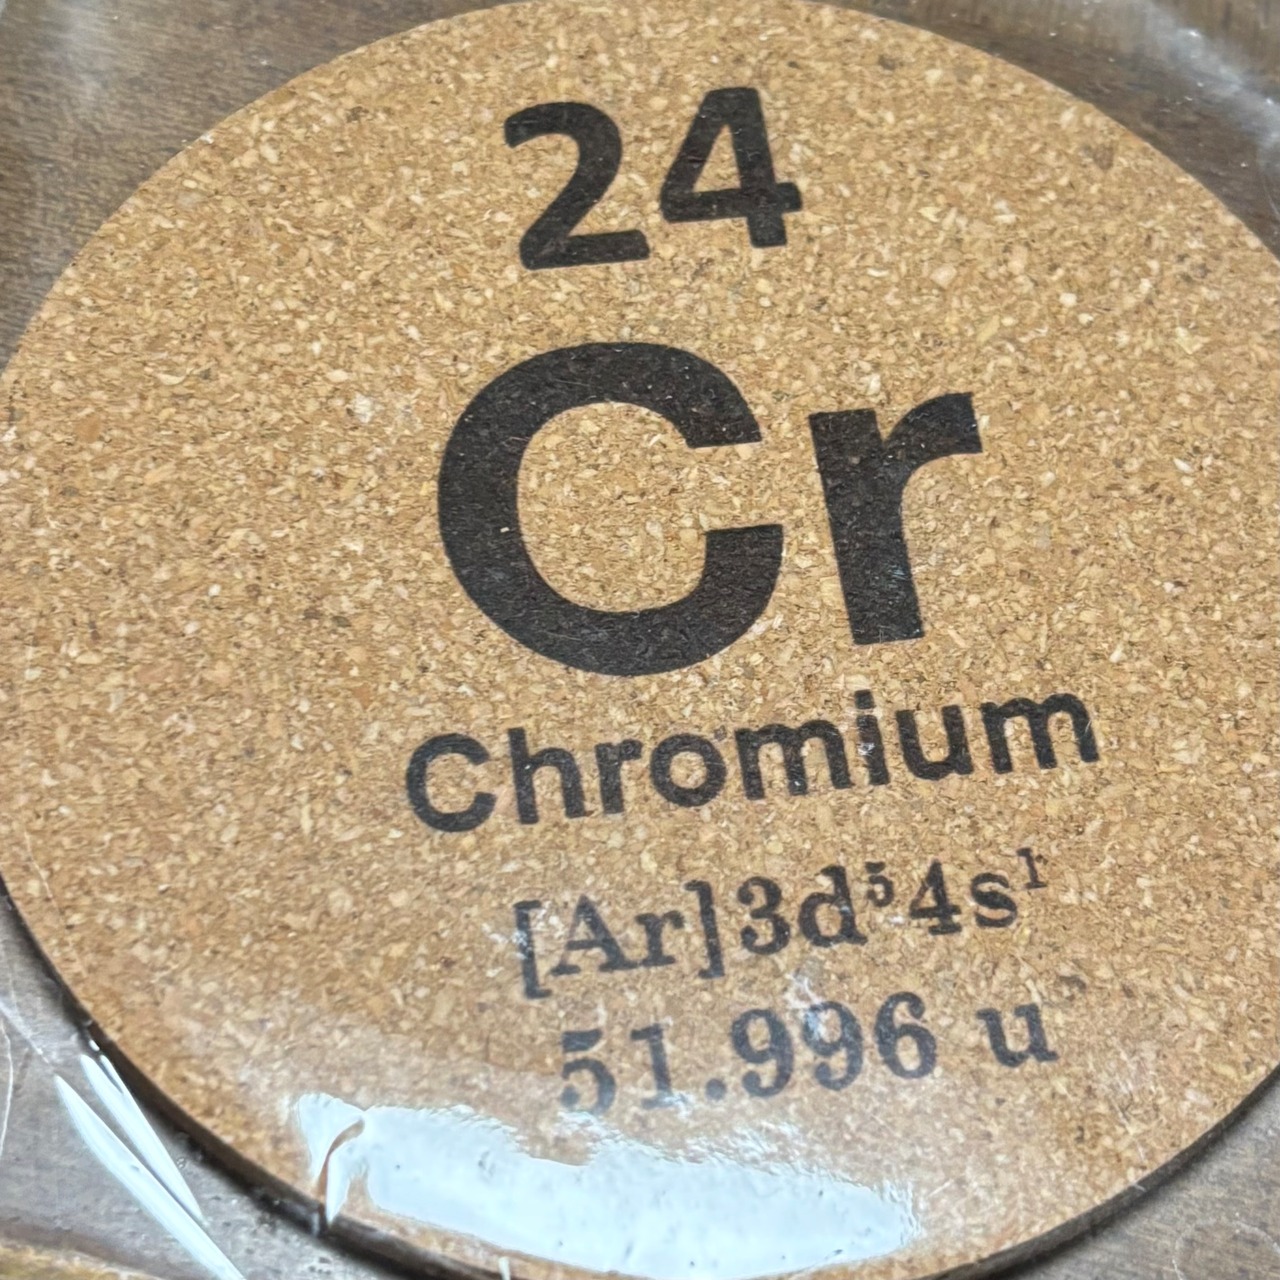 24
Cr
Chromium
[Ar]3d⁵4s¹
51.996 u